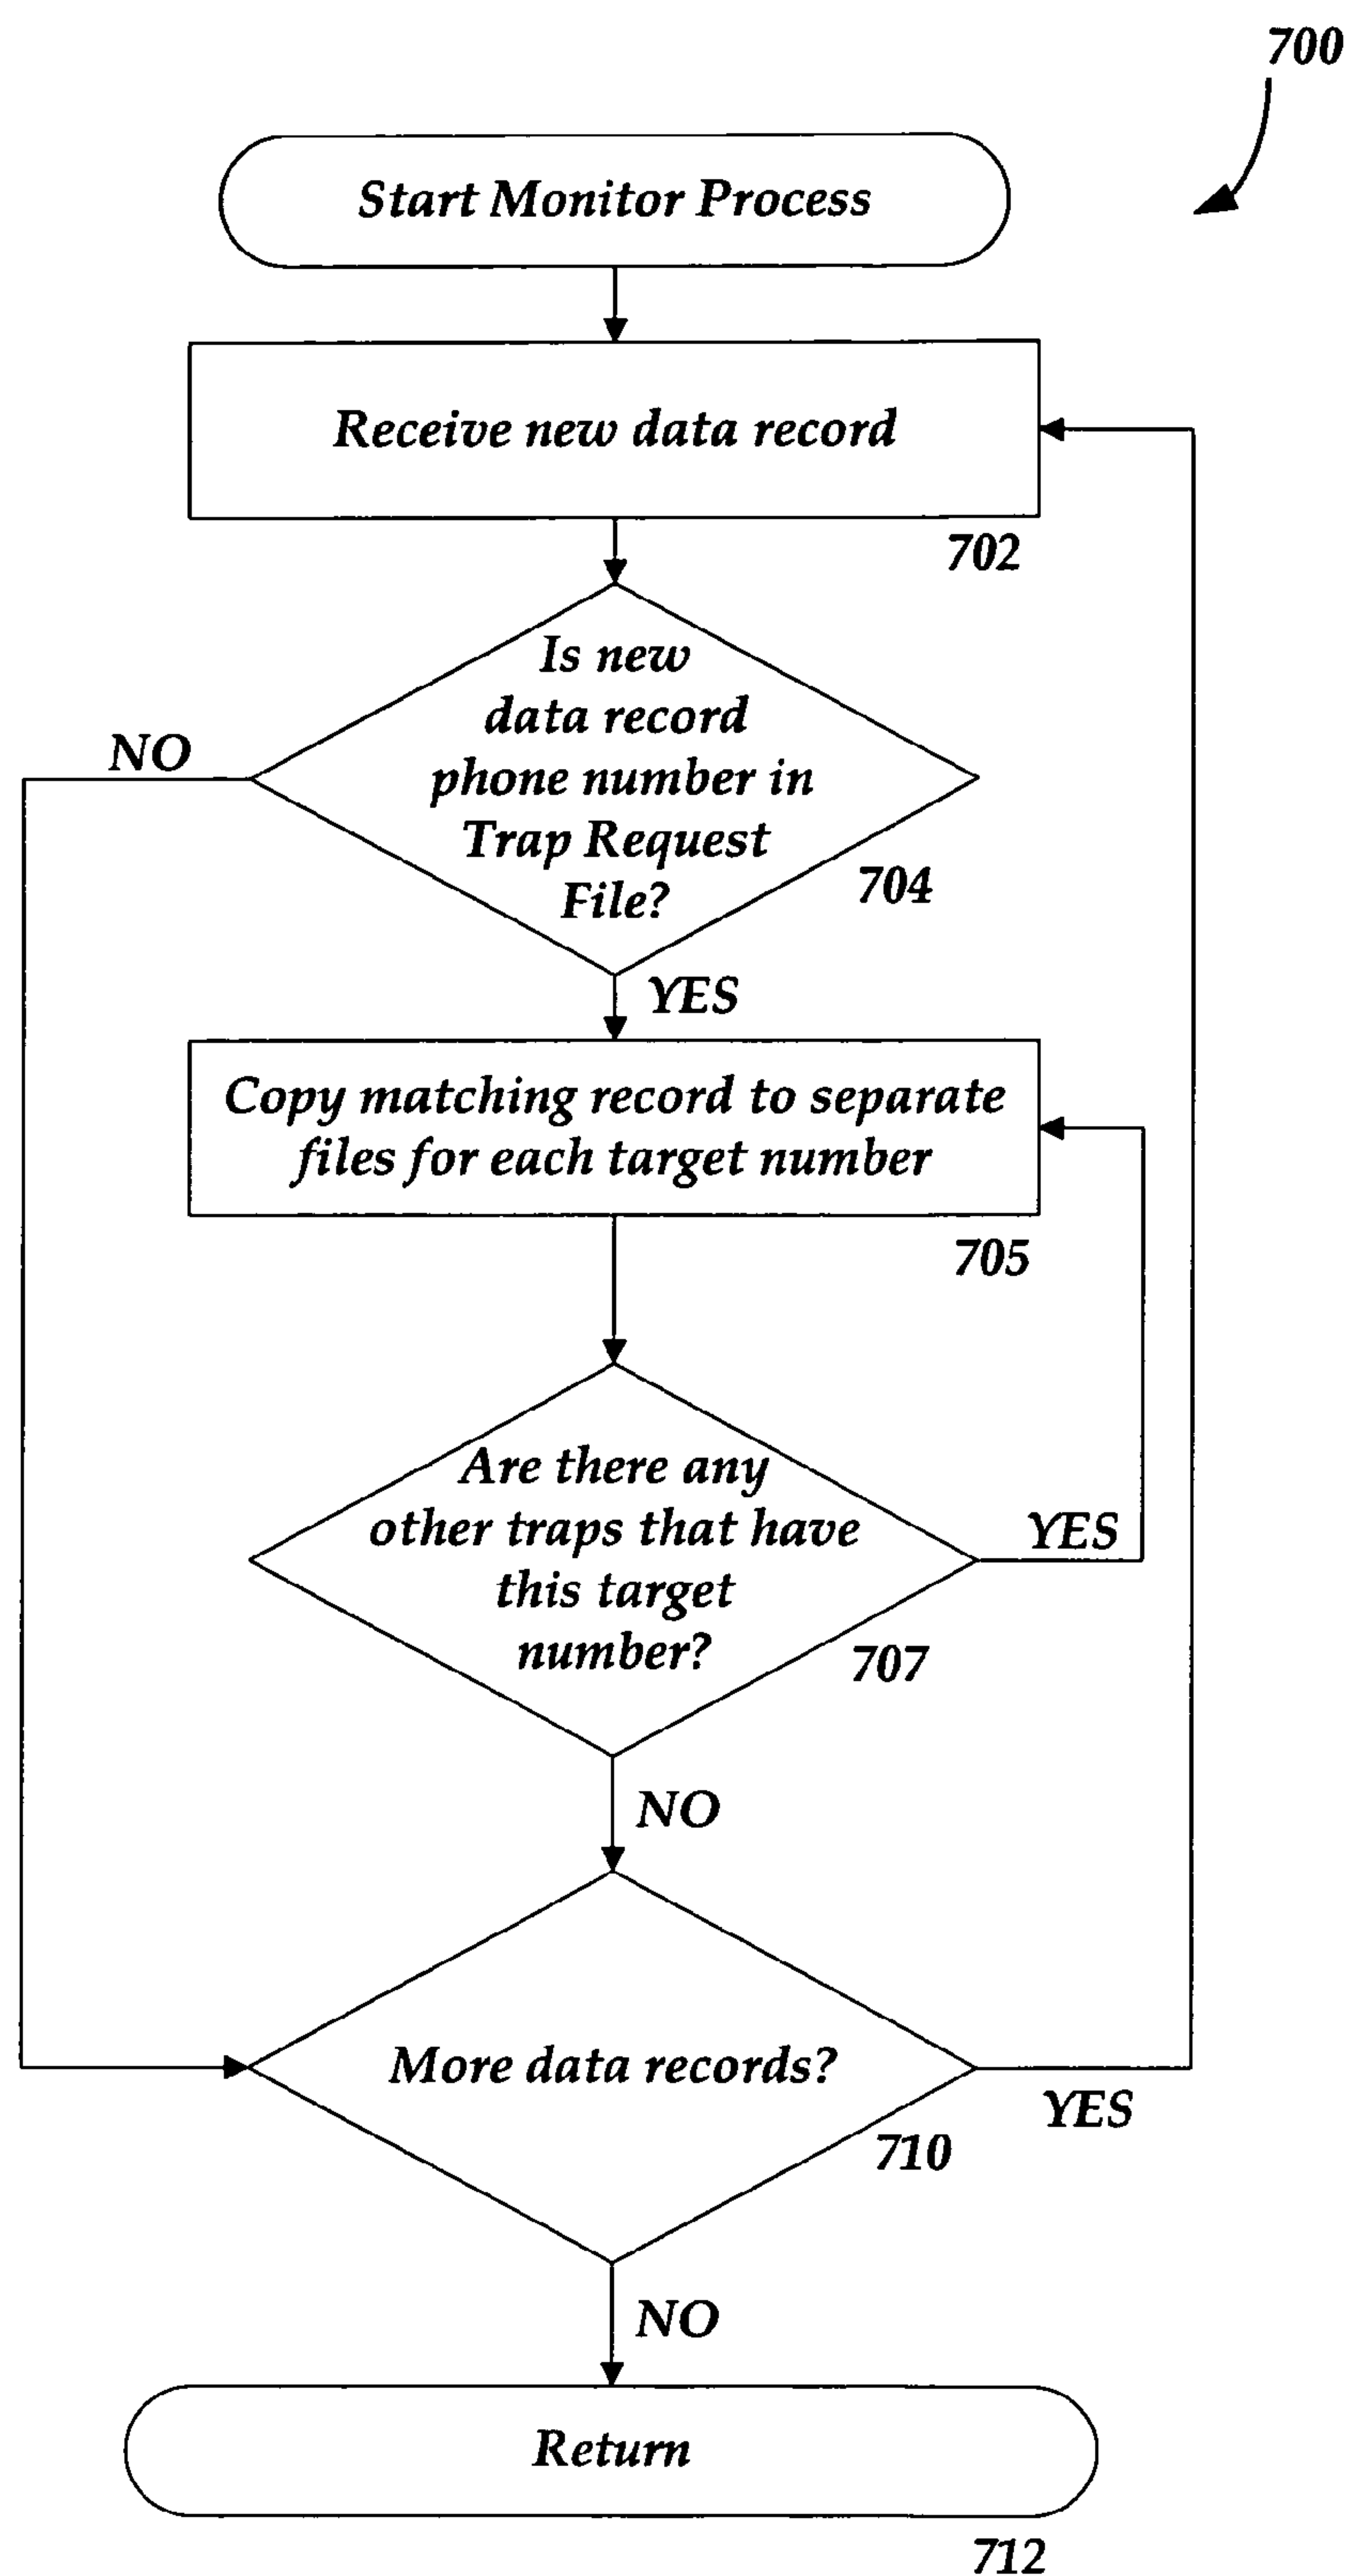 700
Start Monitor Process
Receive new data record
702
Is new
data record
phone number in
Trap Request
File?
NO
704
YES
Copy matching record to separate
files for each target number
705
Are there any
other traps that have
this target
number?
YES
707
NO
More data records?
YES
710
NO
Return
712